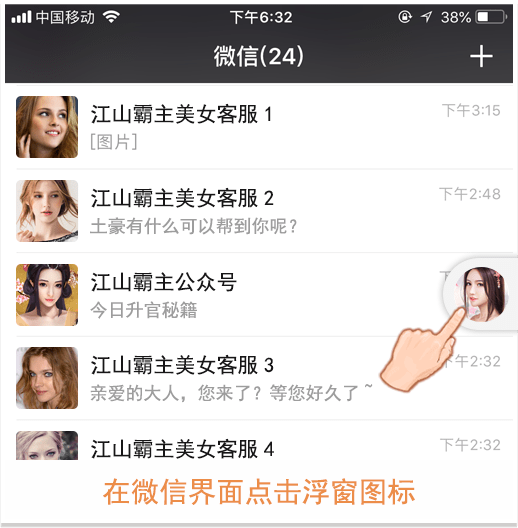 中国移动 下午6:32 38%
微信(24)
江山霸主美女客服 1 下午3:15
[图片]
江山霸主美女客服 2 下午2:48
土豪有什么可以帮到你呢？
江山霸主公众号 下
今日升官秘籍
江山霸主美女客服 3 下午2:32
亲爱的大人，您来了？等您好久了~
江山霸主美女客服 4 下午2:32
在微信界面点击浮窗图标